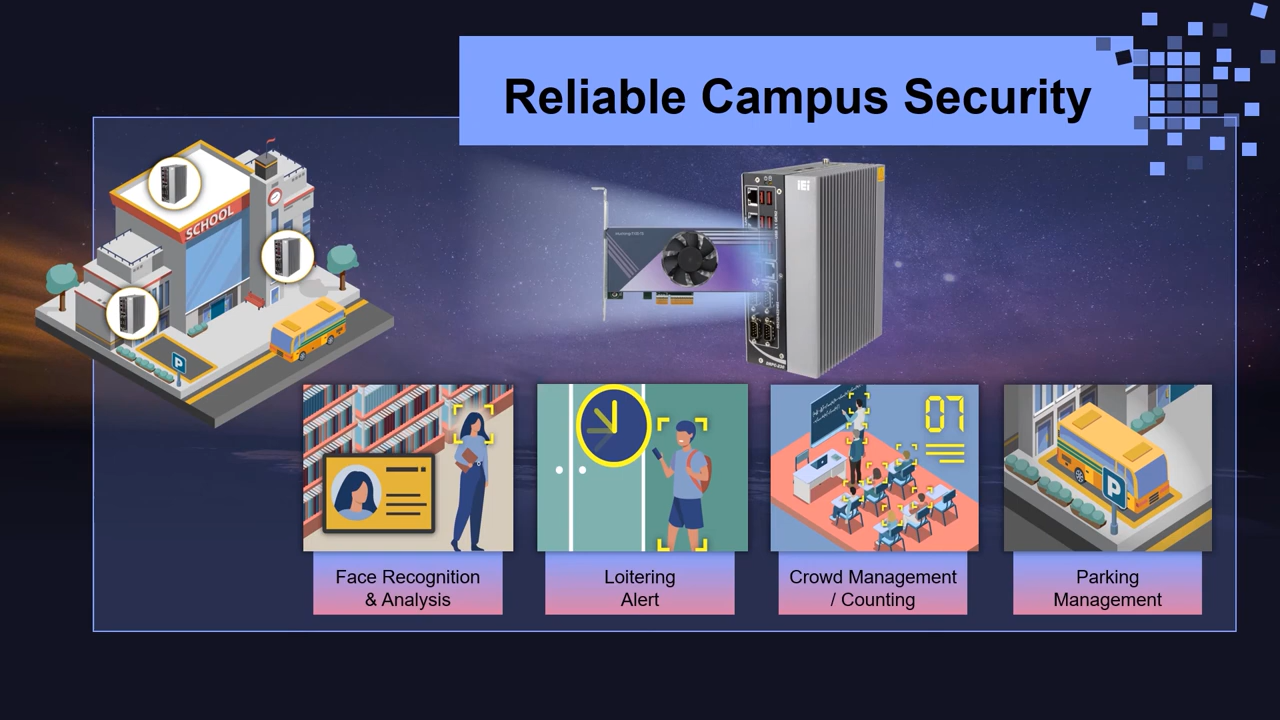 Reliable Campus Security
SCHOOL
iEi
P
07
P
Face Recognition
& Analysis
Loitering
Alert
Crowd Management
/ Counting
Parking
Management